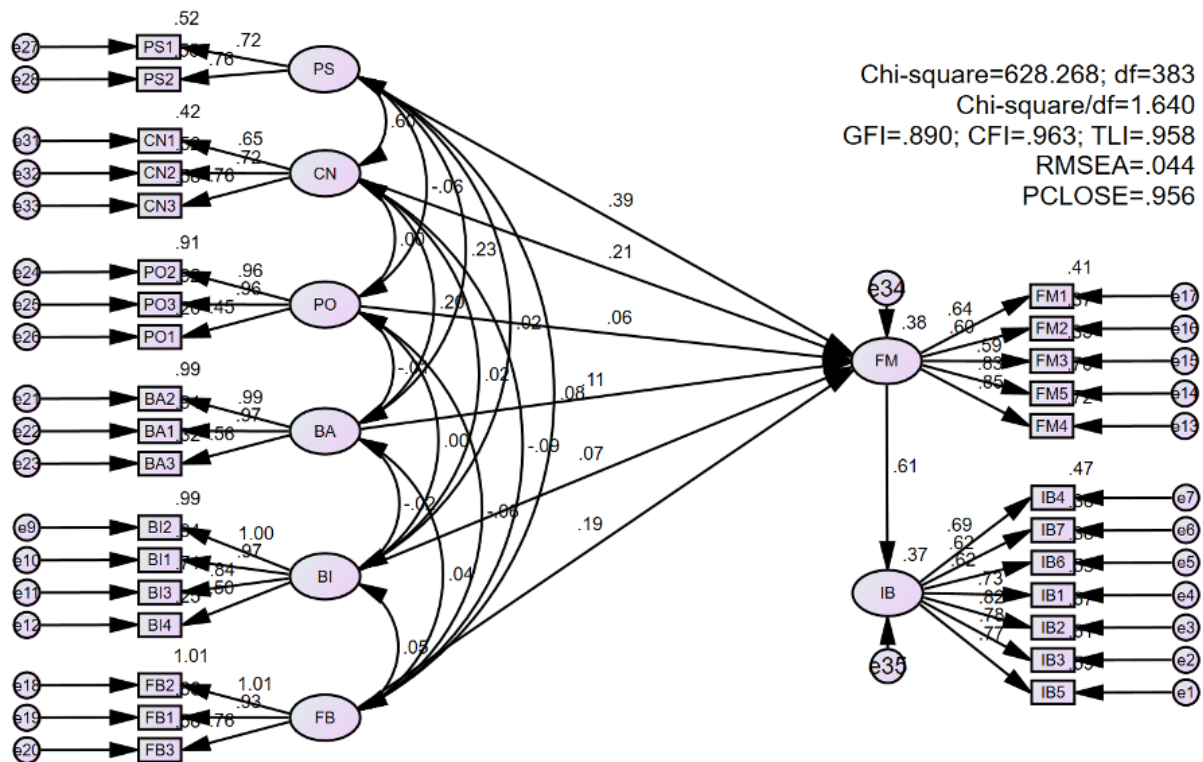 .52
e27 PS1 .72
e28 PS2 .76
PS
.42
e31 CN1 .65
e32 CN2 .72
e33 CN3 .76
CN
.91
e24 PO2 .96
e25 PO3 .96
e26 PO1 .45
PO
.99
e21 BA2 .99
e22 BA1 .97
e23 BA3 .56
BA
.99
e9 BI2 1.00
e10 BI1 .97
e11 BI3 .84
e12 BI4 .50
BI
1.01
e18 FB2 1.01
e19 FB1 .93
e20 FB3 .76
FB
.60
-.06
.00
.23
.20
.02
.02
.00
-.09
-.02
.04
.05
.39
.21
.06
.11
.08
.07
.19
Chi-square=628.268; df=383
Chi-square/df=1.640
GFI=.890; CFI=.963; TLI=.958
RMSEA=.044
PCLOSE=.956
e34
.38
FM
.41
.64 FM1 e17
.60 FM2 e16
.59 FM3 e15
.83 FM5 e14
.85 FM4 e13
.61
.37
IB
e35
.47
.69 IB4 e7
.62 IB7 e6
.62 IB6 e5
.73 IB1 e4
.82 IB2 e3
.78 IB3 e2
.77 IB5 e1